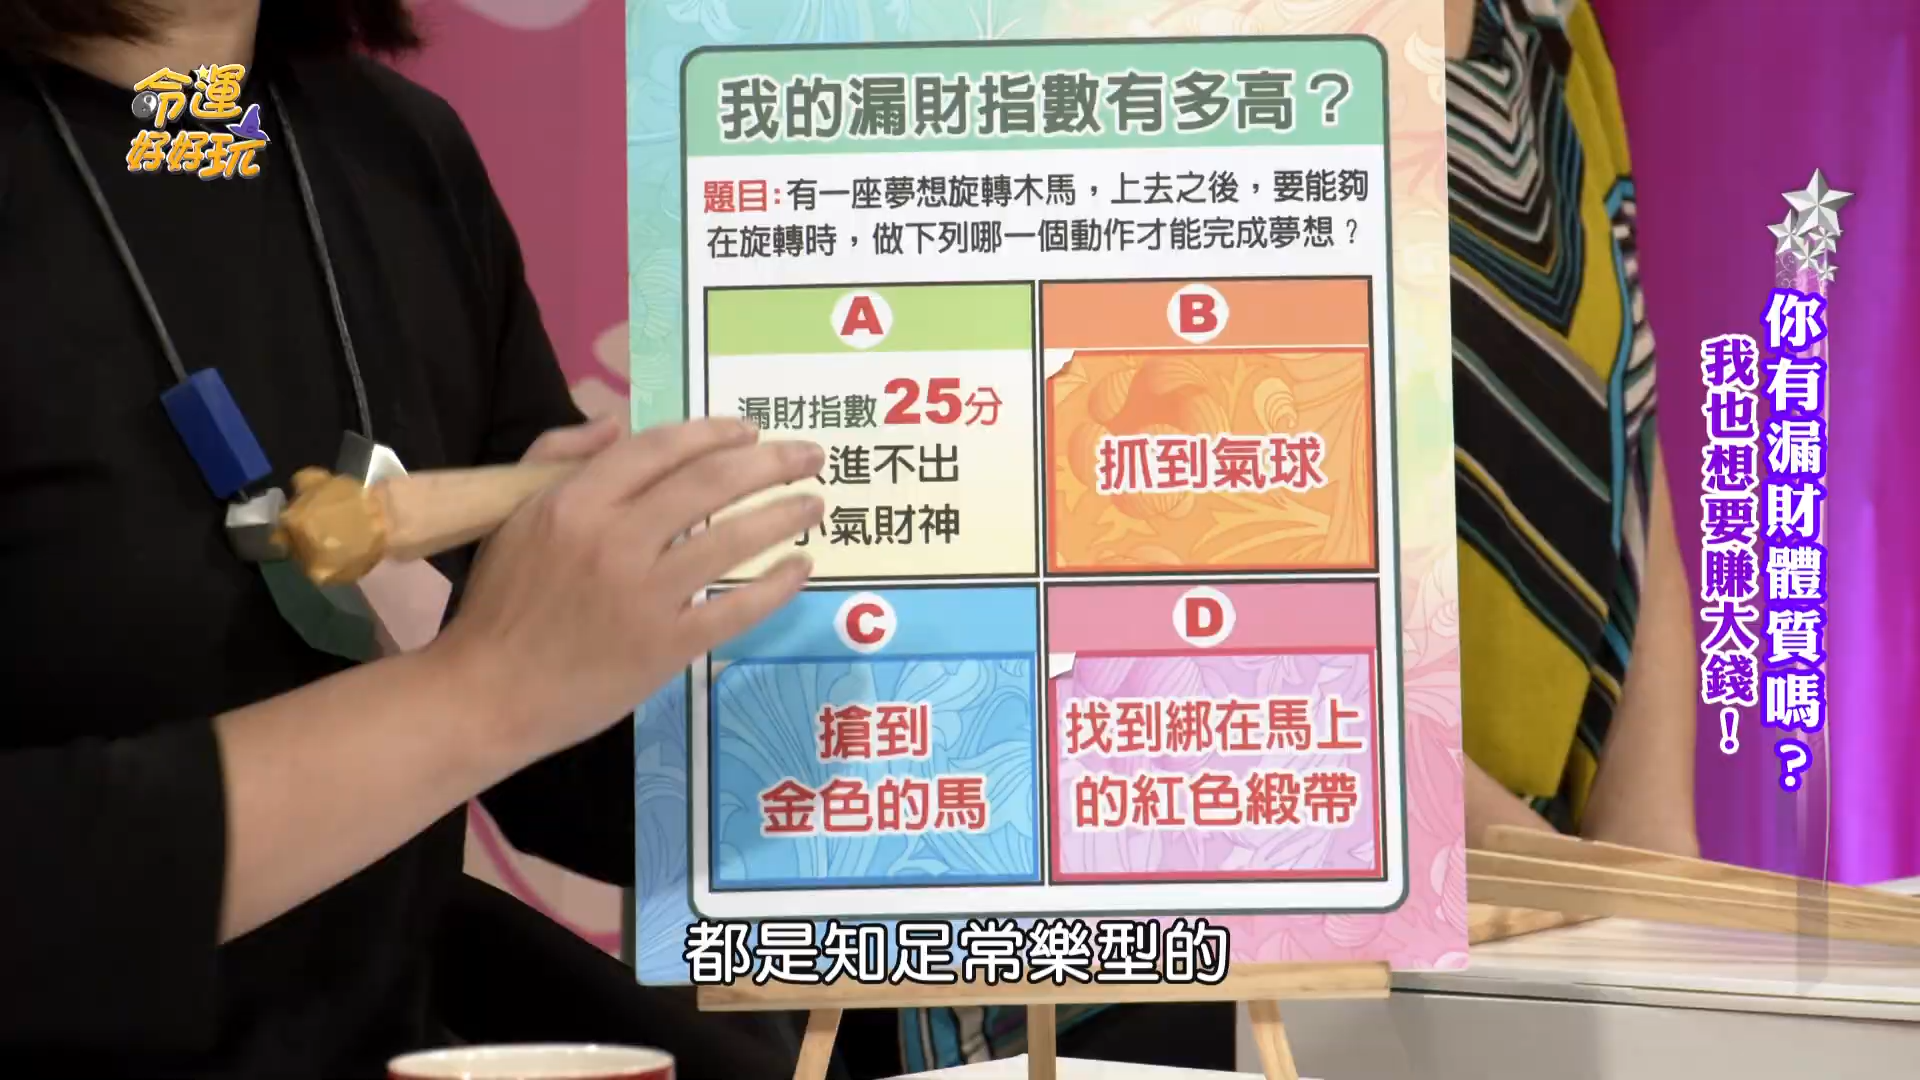 命運
好好玩
我的漏財指數有多高？
題目:有一座夢想旋轉木馬，上去之後，要能夠
在旋轉時，做下列哪一個動作才能完成夢想？
A
漏財指數25分
進不出
小氣財神
B
抓到氣球
C
搶到
金色的馬
D
找到綁在馬上
的紅色緞帶
你有漏財體質嗎？
我也想要賺大錢！
都是知足常樂型的